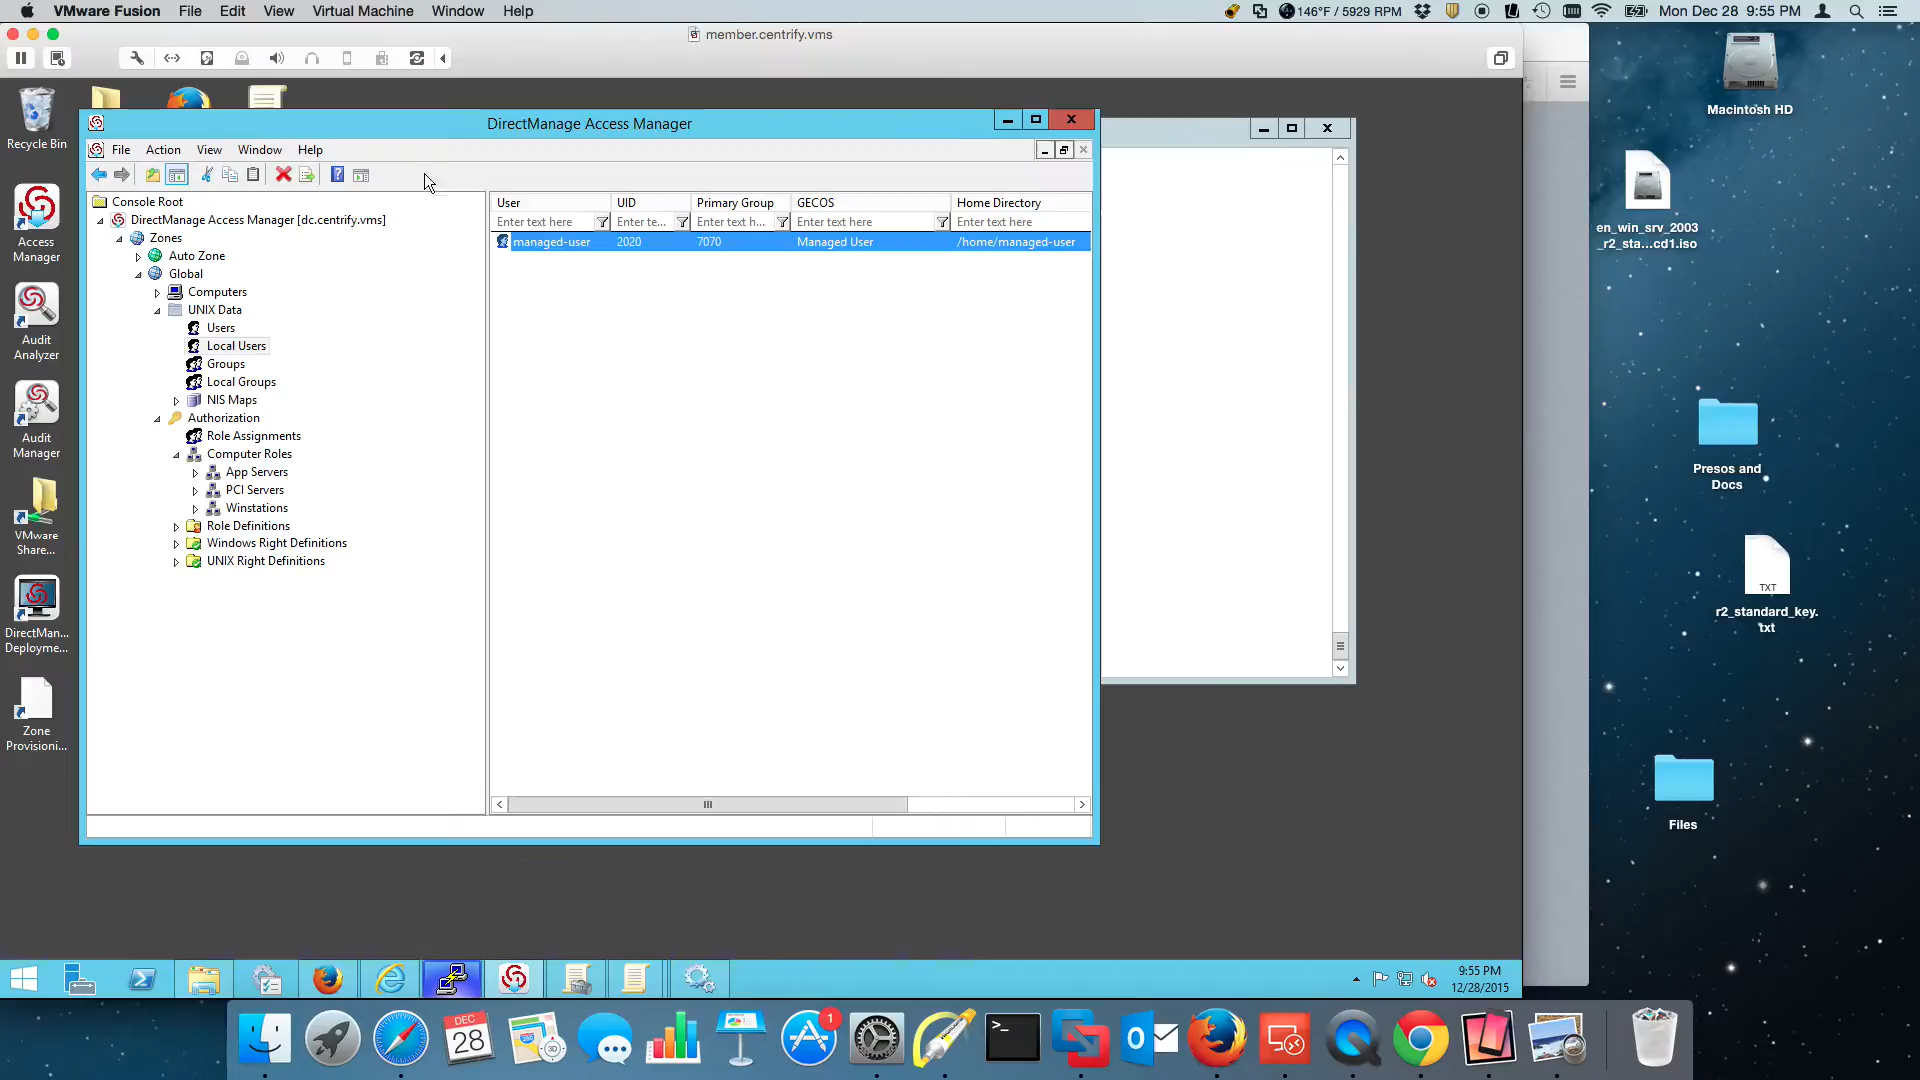 VMware Fusion File Edit View Virtual Machine Window Help
146°F / 5929 RPM
Mon Dec 28 9:55 PM
member.centrify.vms
Recycle Bin
Access
Manager
Audit
Analyzer
Audit
Manager
VMware
Share...
DirectMan...
Deployme...
Zone
Provisioni...
DirectManage Access Manager
File Action View Window Help
Console Root
DirectManage Access Manager [dc.centrify.vms]
Zones
Auto Zone
Global
Computers
UNIX Data
Users
Local Users
Groups
Local Groups
NIS Maps
Authorization
Role Assignments
Computer Roles
App Servers
PCI Servers
Winstations
Role Definitions
Windows Right Definitions
UNIX Right Definitions
User UID Primary Group GECOS Home Directory
Enter text here Enter te... Enter text h... Enter text here Enter text here
managed-user 2020 7070 Managed User /home/managed-user
Macintosh HD
en_win_srv_2003
_r2_sta...cd1.iso
Presos and
Docs
TXT
r2_standard_key.
txt
Files
9:55 PM
12/28/2015
DEC
28
280
3D
1
>_